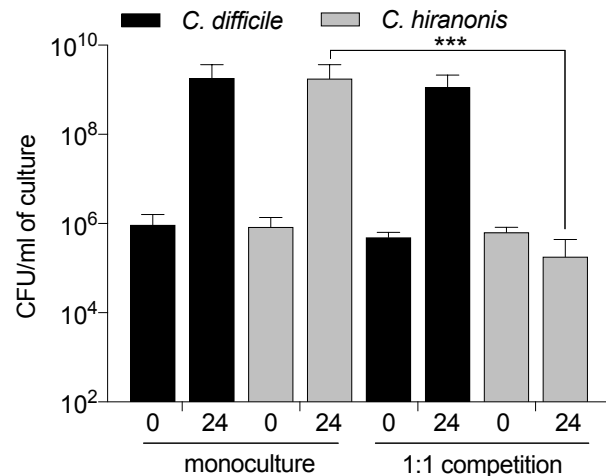 C. difficile C. hiranonis
CFU/ml of culture
10¹⁰
10⁸
10⁶
10⁴
10²
***
0 24 0 24 0 24 0 24
monoculture 1:1 competition